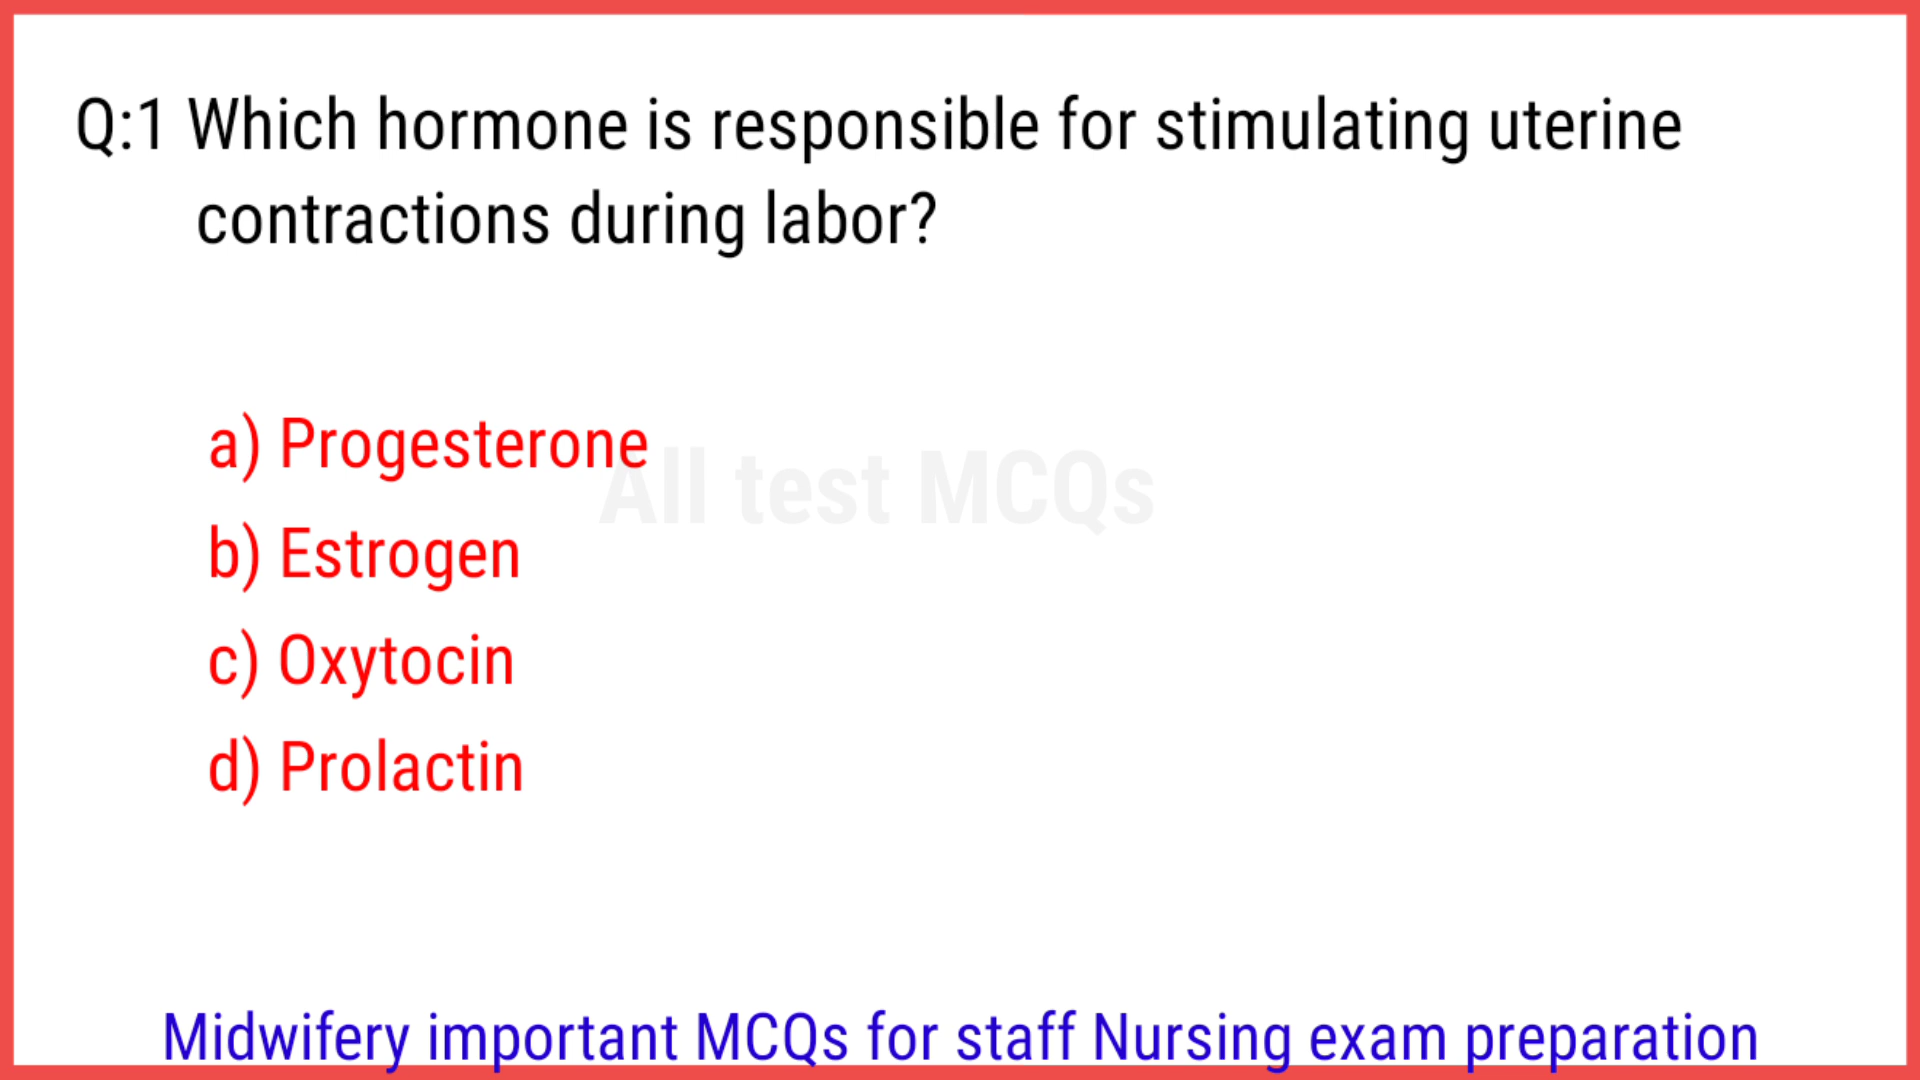 Q:1 Which hormone is responsible for stimulating uterine
contractions during labor?
a) Progesterone
All test MCQs
b) Estrogen
c) Oxytocin
d) Prolactin
Midwifery important MCQs for staff Nursing exam preparation